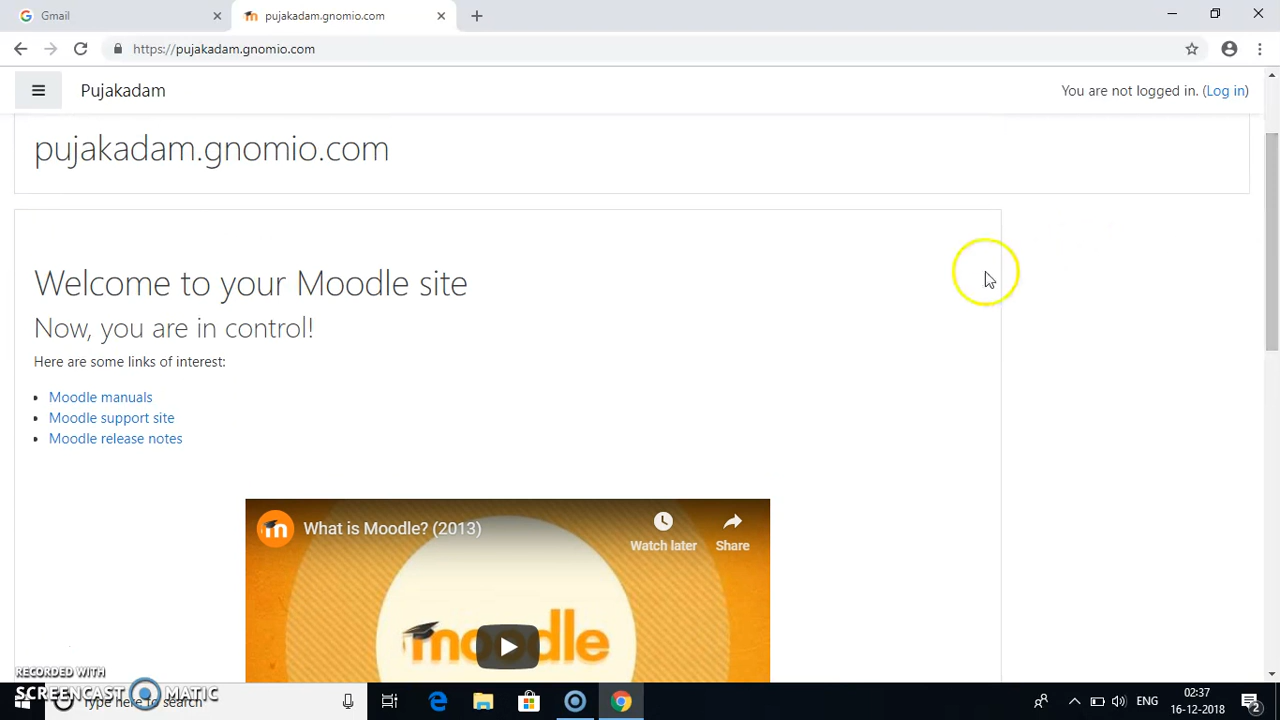 Gmail
pujakadam.gnomio.com
https://pujakadam.gnomio.com
Pujakadam
You are not logged in. (Log in)
pujakadam.gnomio.com
Welcome to your Moodle site
Now, you are in control!
Here are some links of interest:
Moodle manuals
Moodle support site
Moodle release notes
What is Moodle? (2013)
Watch later
Share
moodle
RECORDED WITH
SCREENCAST MATIC
Type here to search
ENG
02:37
16-12-2018
2